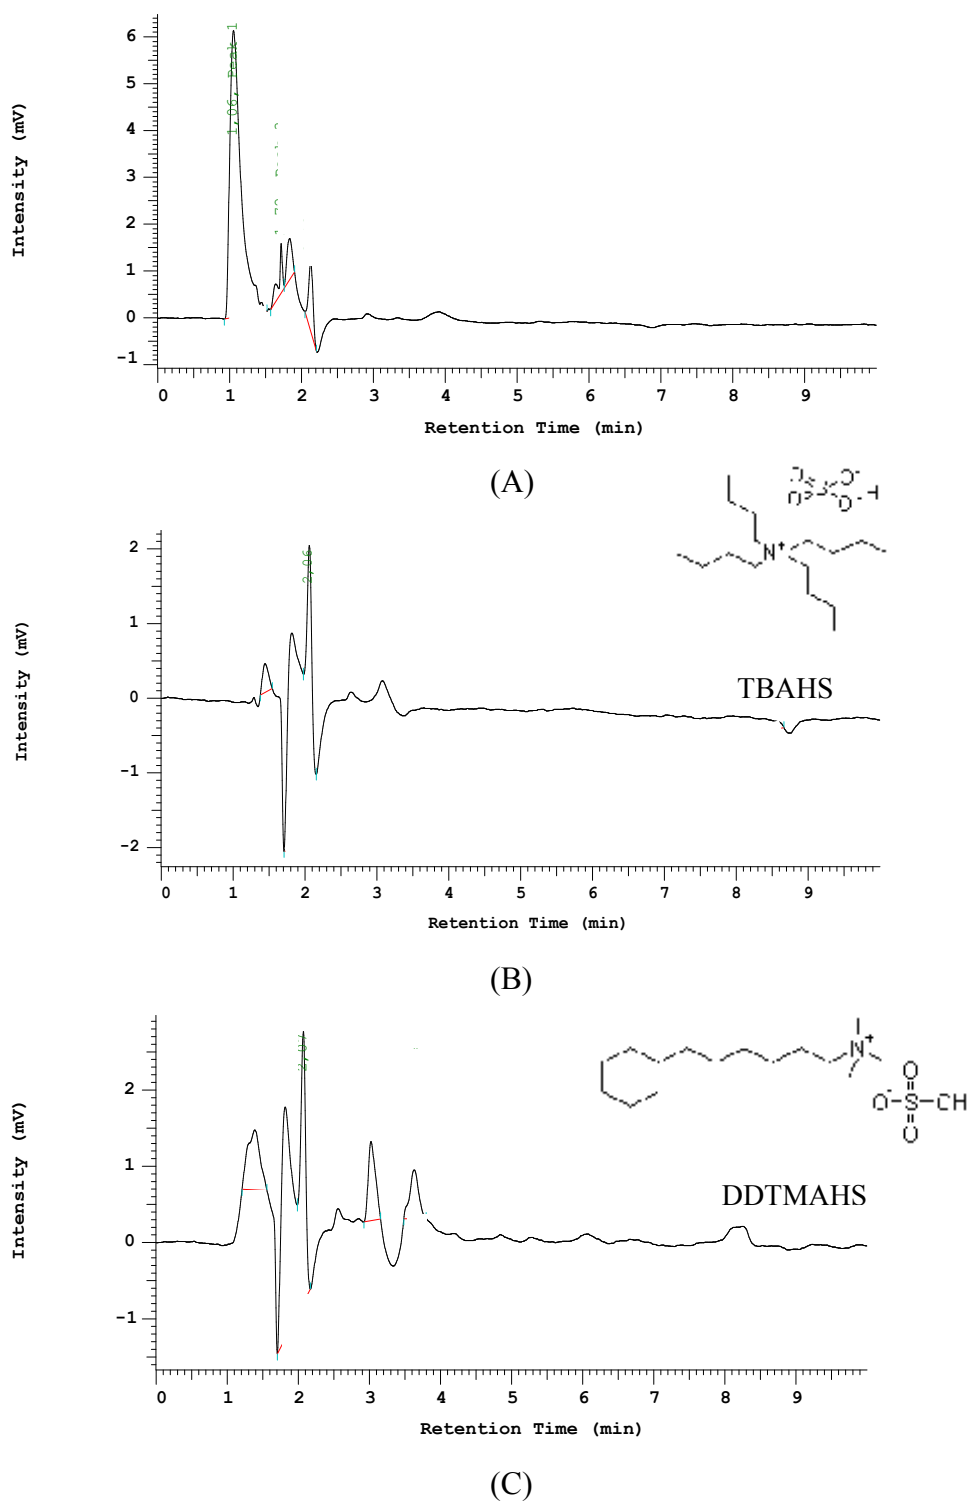 6
5
4
3
2
1
0
-1
Intensity (mV)
1,06, Peak 1
0 1 2 3 4 5 6 7 8 9
Retention Time (min)
(A)
O O-
O S O-H
N+
TBAHS
2
1
0
-1
-2
Intensity (mV)
2,06
0 1 2 3 4 5 6 7 8 9
Retention Time (min)
(B)
N+
O
O--S-OH
O
DDTMAHS
2
1
0
-1
Intensity (mV)
0 1 2 3 4 5 6 7 8 9
Retention Time (min)
(C)